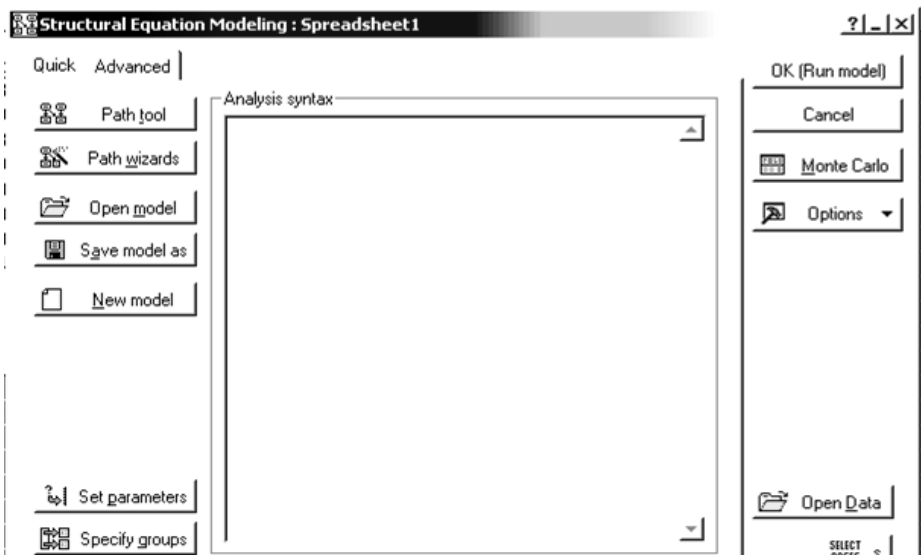 Structural Equation Modeling : Spreadsheet1
Quick Advanced
Path tool
Path wizards
Open model
Save model as
New model
Set parameters
Specify groups
Analysis syntax
OK (Run model)
Cancel
Monte Carlo
Options
Open Data
SELECT